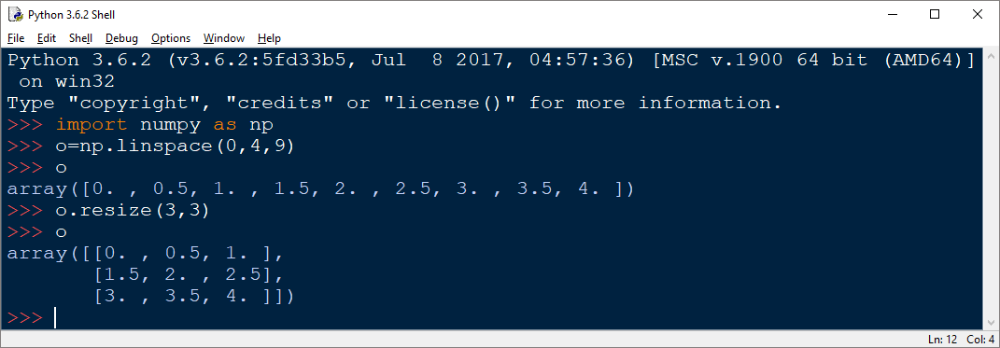 Python 3.6.2 Shell
File Edit Shell Debug Options Window Help
Python 3.6.2 (v3.6.2:5fd33b5, Jul  8 2017, 04:57:36) [MSC v.1900 64 bit (AMD64)]
 on win32
Type "copyright", "credits" or "license()" for more information.
>>> import numpy as np
>>> o=np.linspace(0,4,9)
>>> o
array([0. , 0.5, 1. , 1.5, 2. , 2.5, 3. , 3.5, 4. ])
>>> o.resize(3,3)
>>> o
array([[0. , 0.5, 1. ],
       [1.5, 2. , 2.5],
       [3. , 3.5, 4. ]])
>>>
Ln: 12 Col: 4